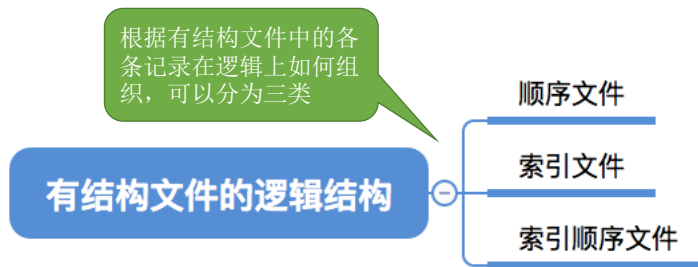 根据有结构文件中的各
条记录在逻辑上如何组
织，可以分为三类
顺序文件
有结构文件的逻辑结构
索引文件
索引顺序文件